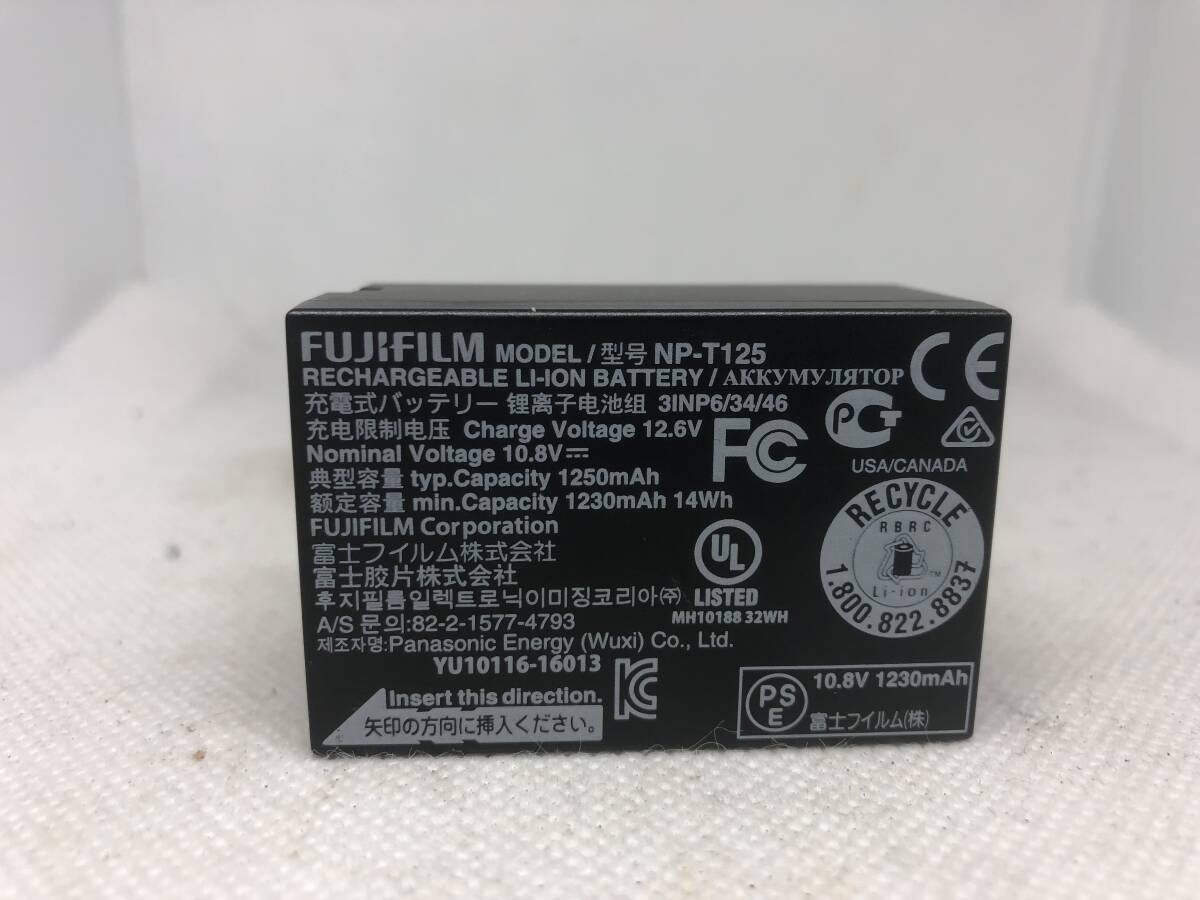 FUJIFILM MODEL/型号 NP-T125
RECHARGEABLE LI-ION BATTERY/АККУМУЛЯТОР
充電式バッテリー 锂离子电池组 3INP6/34/46
充电限制电压 Charge Voltage 12.6V
Nominal Voltage 10.8V⎓
典型容量 typ.Capacity 1250mAh
额定容量 min.Capacity 1230mAh 14Wh
FUJIFILM Corporation
富士フイルム株式会社
富士胶片株式会社
후지필름일렉트로닉이미징코리아㈜
A/S 문의:82-2-1577-4793
제조자명:Panasonic Energy (Wuxi) Co., Ltd.
YU10116-16013
Insert this direction.
矢印の方向に挿入ください。
CE
FC
PCT
USA/CANADA
RECYCLE
RBRC
Li-ion
TM
1.800.822.8837
UL
LISTED
MH10188 32WH
KC
PSE
10.8V 1230mAh
富士フイルム(株)